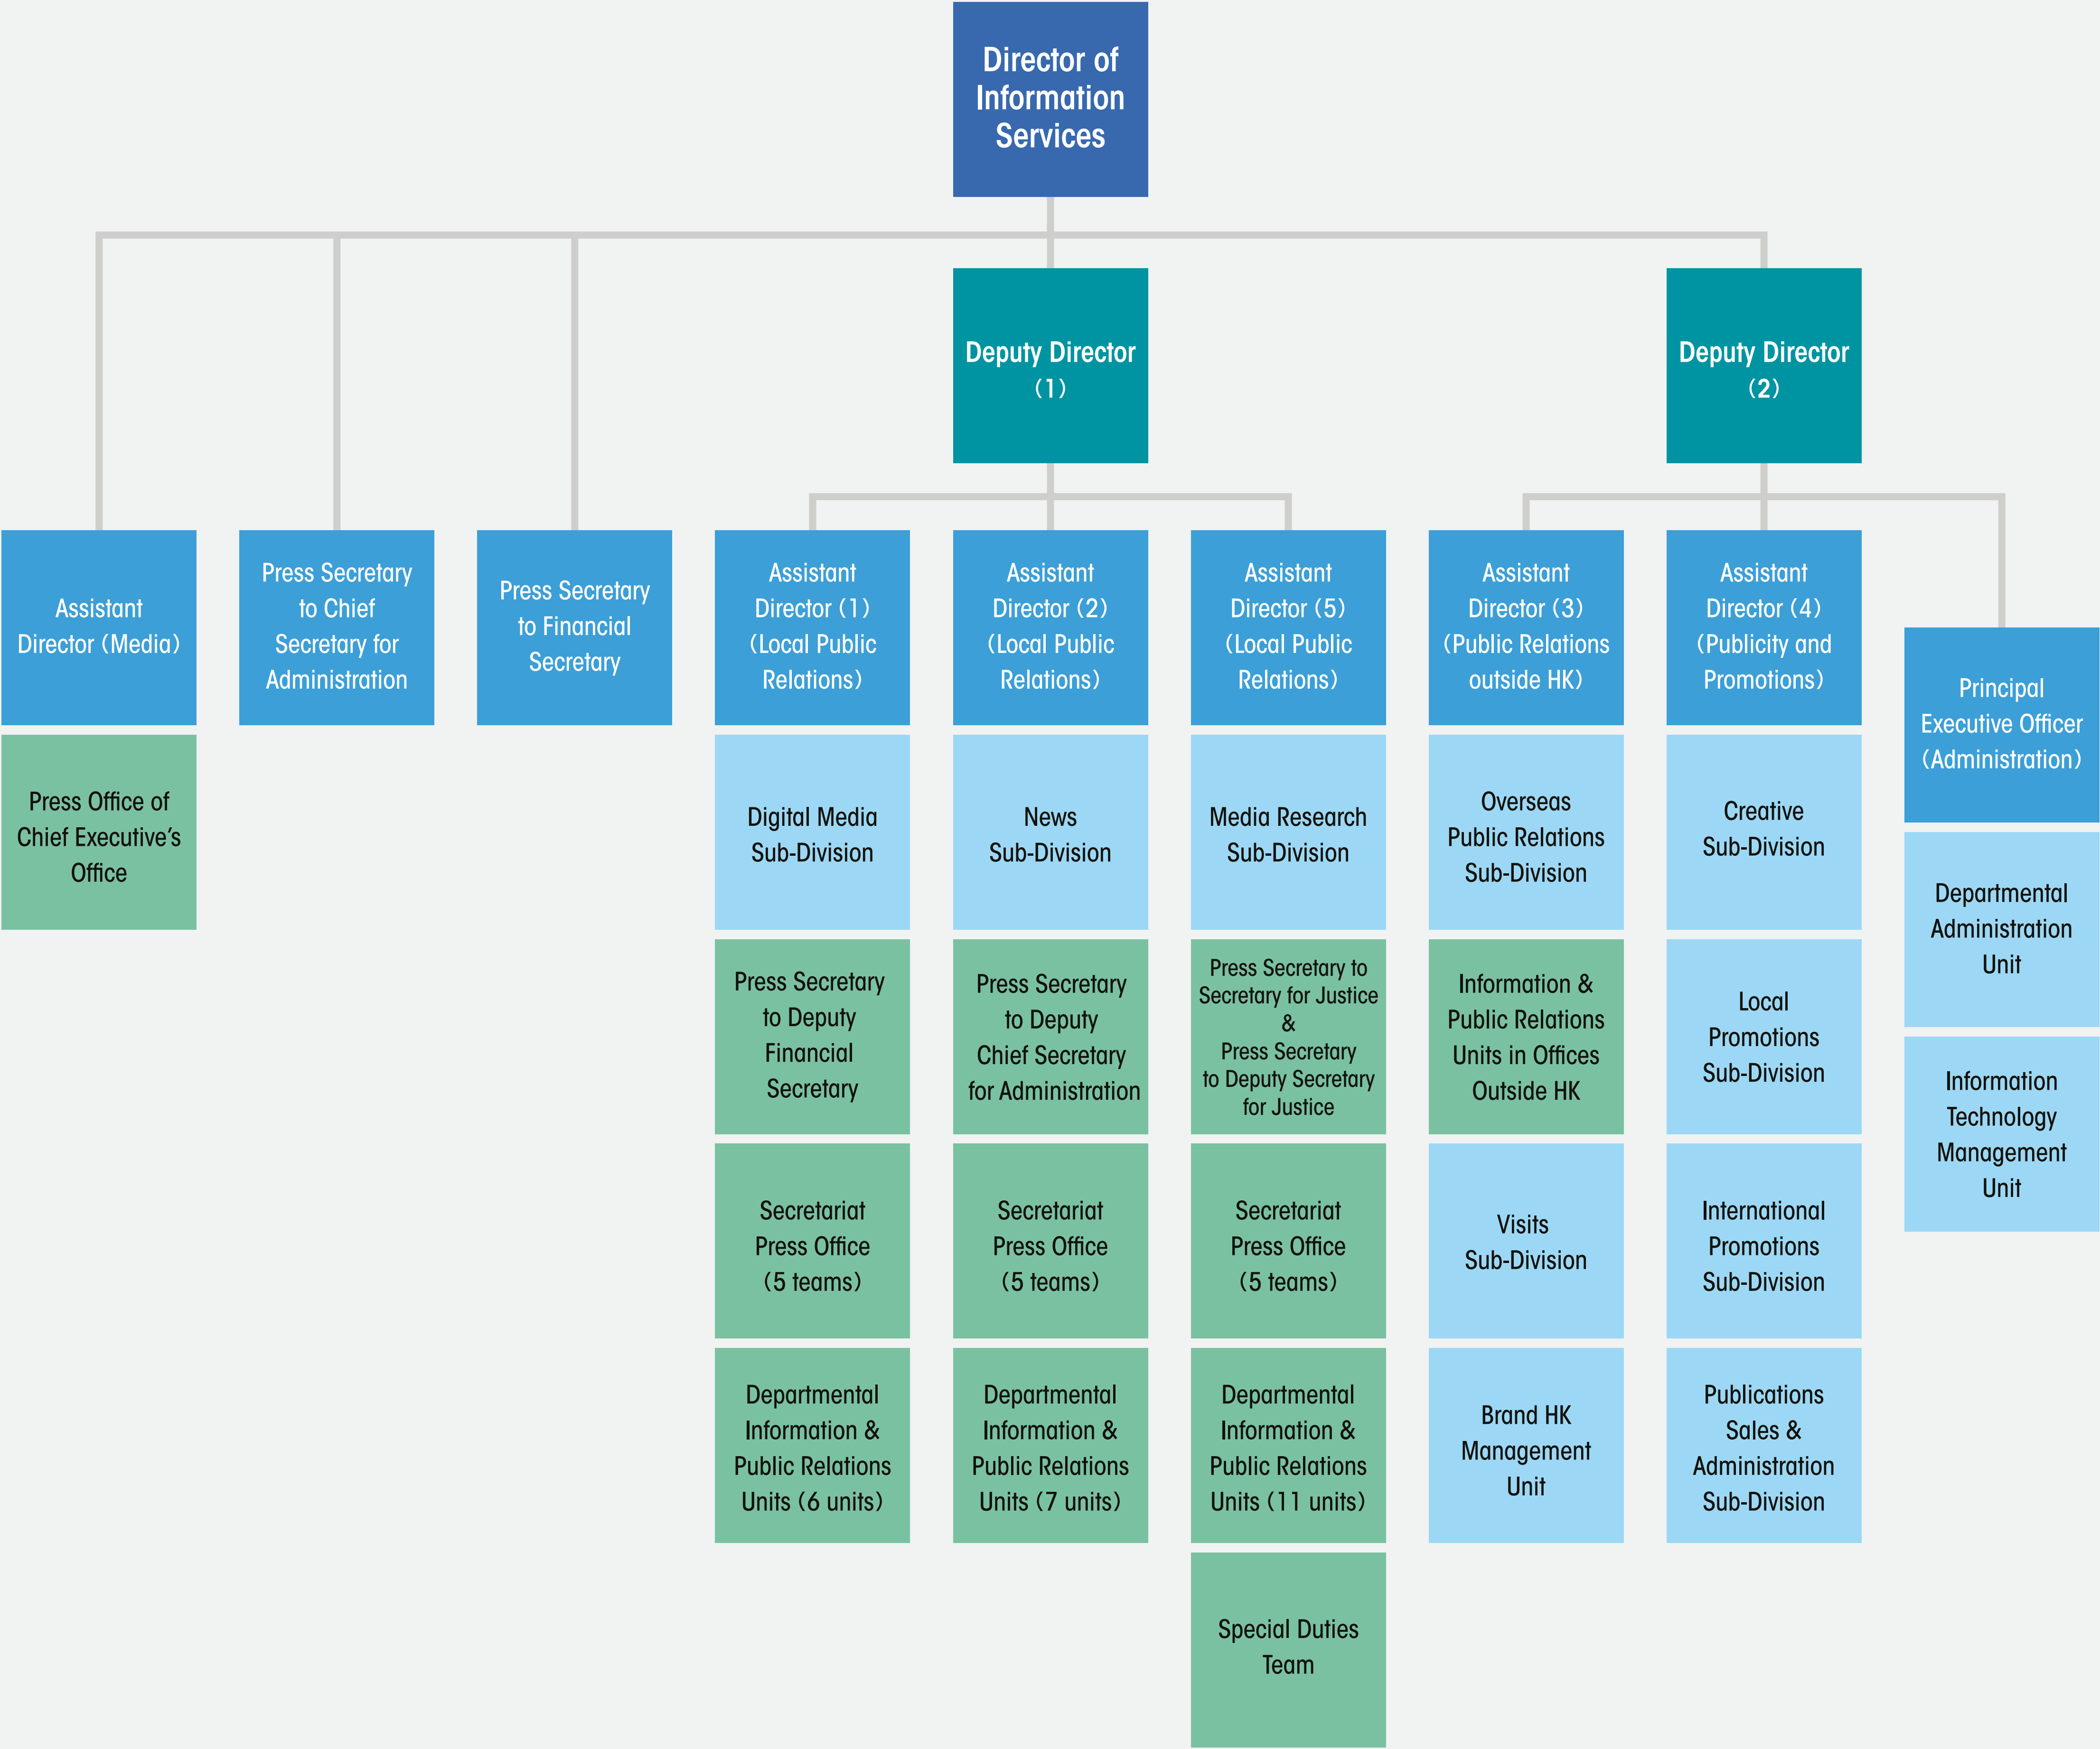 Director of
Information
Services
Deputy Director
(1)
Deputy Director
(2)
Assistant
Director (Media)
Press Secretary
to Chief
Secretary for
Administration
Press Secretary
to Financial
Secretary
Assistant
Director (1)
(Local Public
Relations)
Assistant
Director (2)
(Local Public
Relations)
Assistant
Director (5)
(Local Public
Relations)
Assistant
Director (3)
(Public Relations
outside HK)
Assistant
Director (4)
(Publicity and
Promotions)
Principal
Executive Officer
(Administration)
Press Office of
Chief Executive’s
Office
Digital Media
Sub-Division
News
Sub-Division
Media Research
Sub-Division
Overseas
Public Relations
Sub-Division
Creative
Sub-Division
Departmental
Administration
Unit
Press Secretary
to Deputy
Financial
Secretary
Press Secretary
to Deputy
Chief Secretary
for Administration
Press Secretary to
Secretary for Justice
&
Press Secretary
to Deputy Secretary
for Justice
Information &
Public Relations
Units in Offices
Outside HK
Local
Promotions
Sub-Division
Information
Technology
Management
Unit
Secretariat
Press Office
(5 teams)
Secretariat
Press Office
(5 teams)
Secretariat
Press Office
(5 teams)
Visits
Sub-Division
International
Promotions
Sub-Division
Departmental
Information &
Public Relations
Units (6 units)
Departmental
Information &
Public Relations
Units (7 units)
Departmental
Information &
Public Relations
Units (11 units)
Brand HK
Management
Unit
Publications
Sales &
Administration
Sub-Division
Special Duties
Team